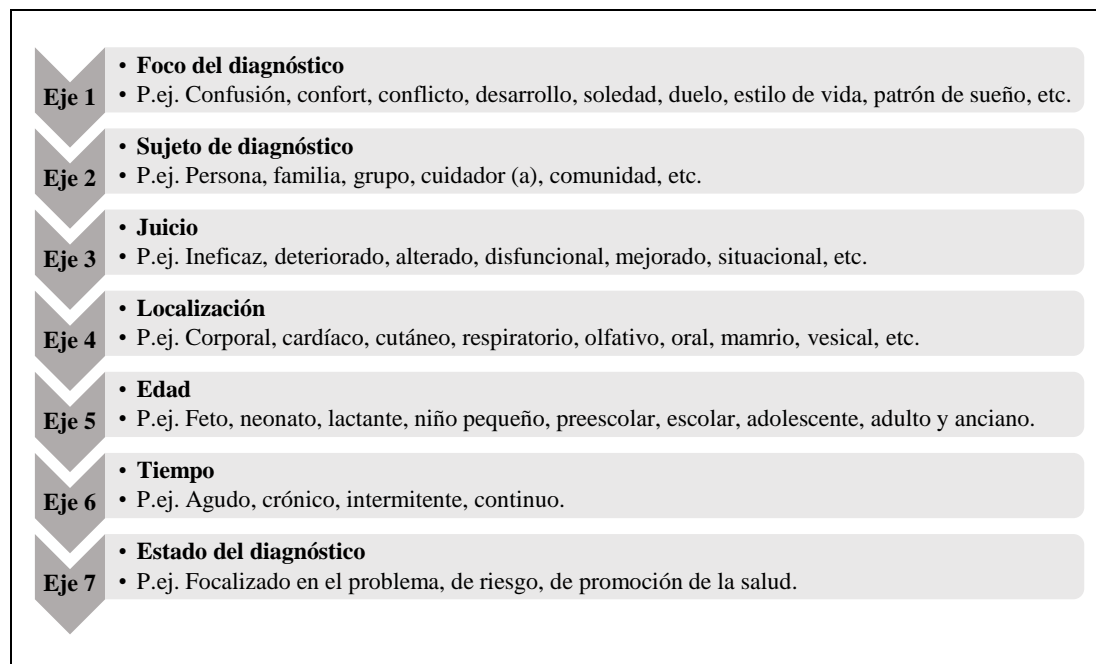 • Foco del diagnóstico
Eje 1
• P.ej. Confusión, confort, conflicto, desarrollo, soledad, duelo, estilo de vida, patrón de sueño, etc.
• Sujeto de diagnóstico
Eje 2
• P.ej. Persona, familia, grupo, cuidador (a), comunidad, etc.
• Juicio
Eje 3
• P.ej. Ineficaz, deteriorado, alterado, disfuncional, mejorado, situacional, etc.
• Localización
Eje 4
• P.ej. Corporal, cardíaco, cutáneo, respiratorio, olfativo, oral, mamrio, vesical, etc.
• Edad
Eje 5
• P.ej. Feto, neonato, lactante, niño pequeño, preescolar, escolar, adolescente, adulto y anciano.
• Tiempo
Eje 6
• P.ej. Agudo, crónico, intermitente, continuo.
• Estado del diagnóstico
Eje 7
• P.ej. Focalizado en el problema, de riesgo, de promoción de la salud.